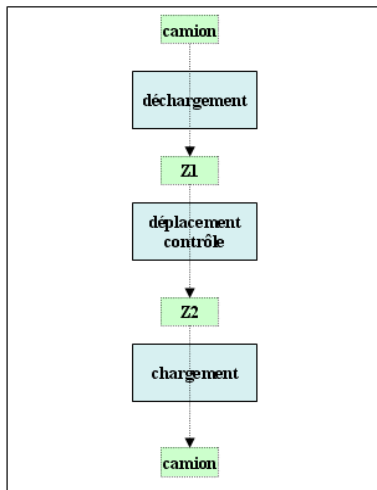 camion
déchargement
Z1
déplacement
contrôle
Z2
chargement
camion